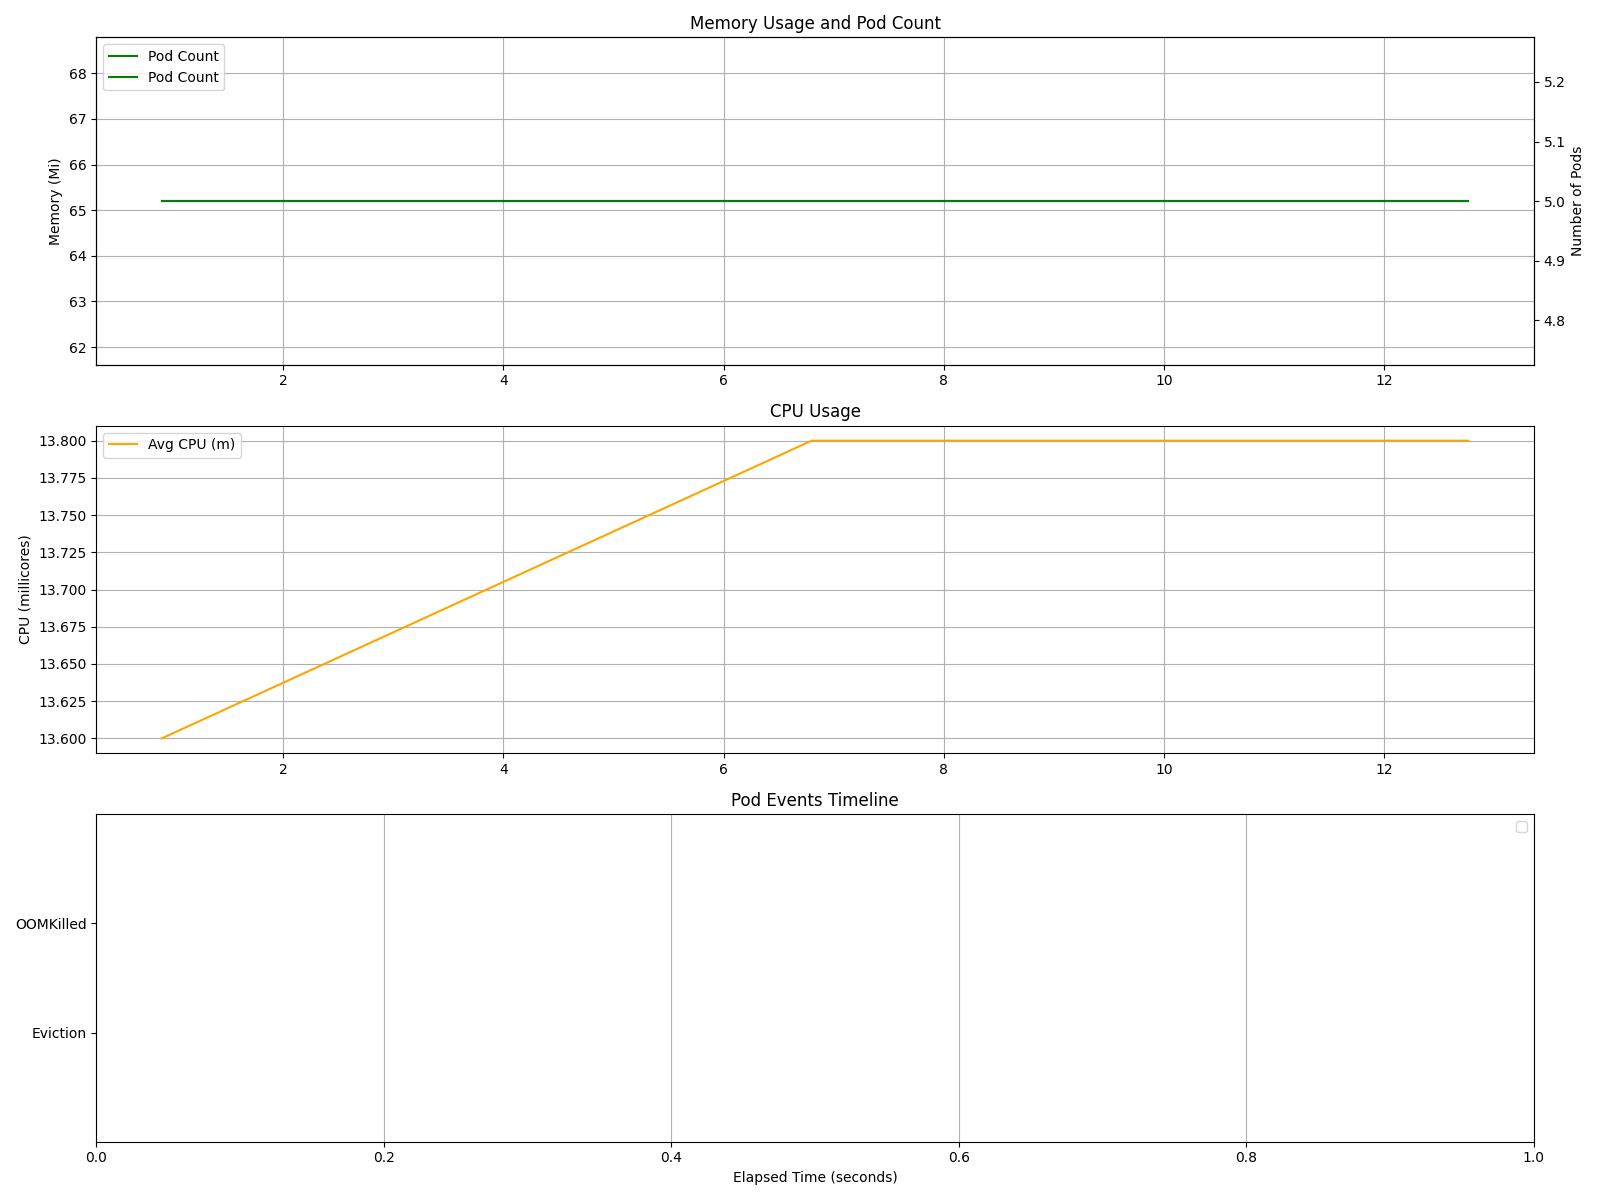 Memory Usage and Pod Count
Pod Count
Pod Count
68
67
66
65
64
63
62
Memory (Mi)
5.2
5.1
5.0
4.9
4.8
Number of Pods
2 4 6 8 10 12
CPU Usage
Avg CPU (m)
13.800
13.775
13.750
13.725
13.700
13.675
13.650
13.625
13.600
CPU (millicores)
2 4 6 8 10 12
Pod Events Timeline
OOMKilled
Eviction
0.0 0.2 0.4 0.6 0.8 1.0
Elapsed Time (seconds)